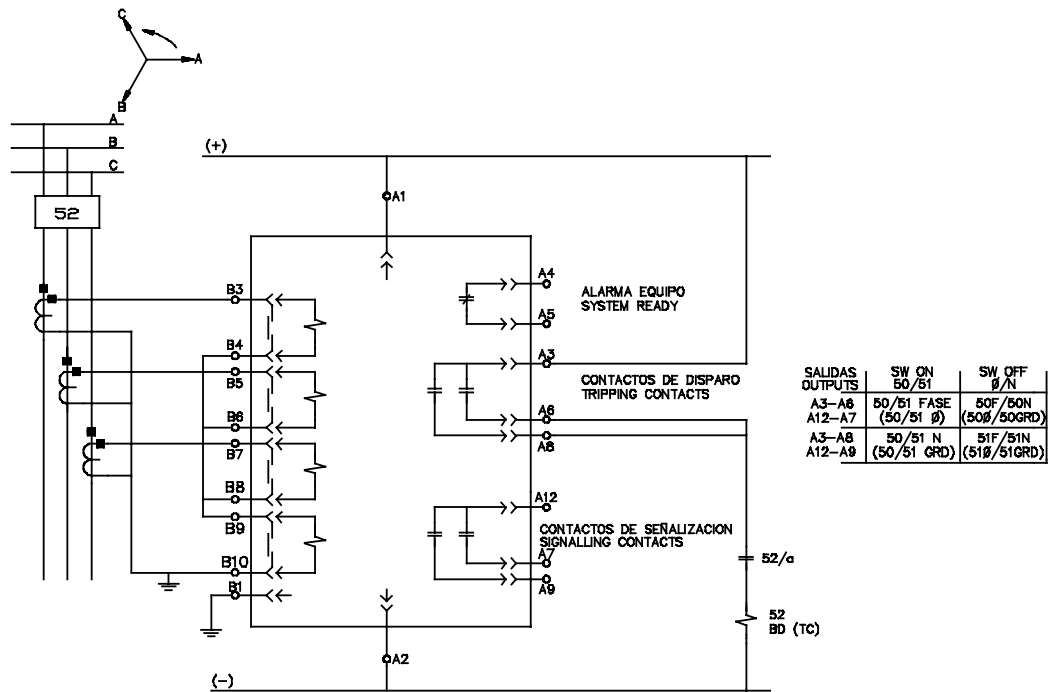 C
A
B
A
B
C
52
(+)
A1
B3
B4
B5
B6
B7
B8
B9
B10
B1
A4
ALARMA EQUIPO
SYSTEM READY
A5
A3
CONTACTOS DE DISPARO
TRIPPING CONTACTS
A6
A8
A12
CONTACTOS DE SEÑALIZACION
SIGNALLING CONTACTS
A7
A9
A2
(-)
52/a
52
BD (TC)
SALIDAS SW ON SW OFF
OUTPUTS 50/51 Ø/N
A3-A6 50/51 FASE 50F/50N
A12-A7 (50/51 Ø) (50Ø/50GRD)
A3-A8 50/51 N 51F/51N
A12-A9 (50/51 GRD) (51Ø/51GRD)